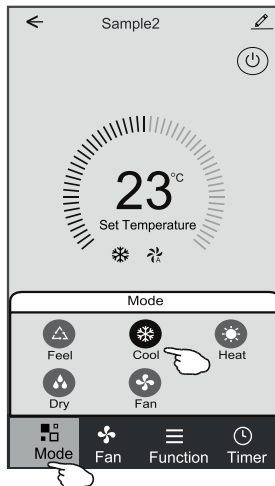 Sample2
23°C
Set Temperature
A
Mode
Feel Cool Heat
Dry Fan
Mode Fan Function Timer